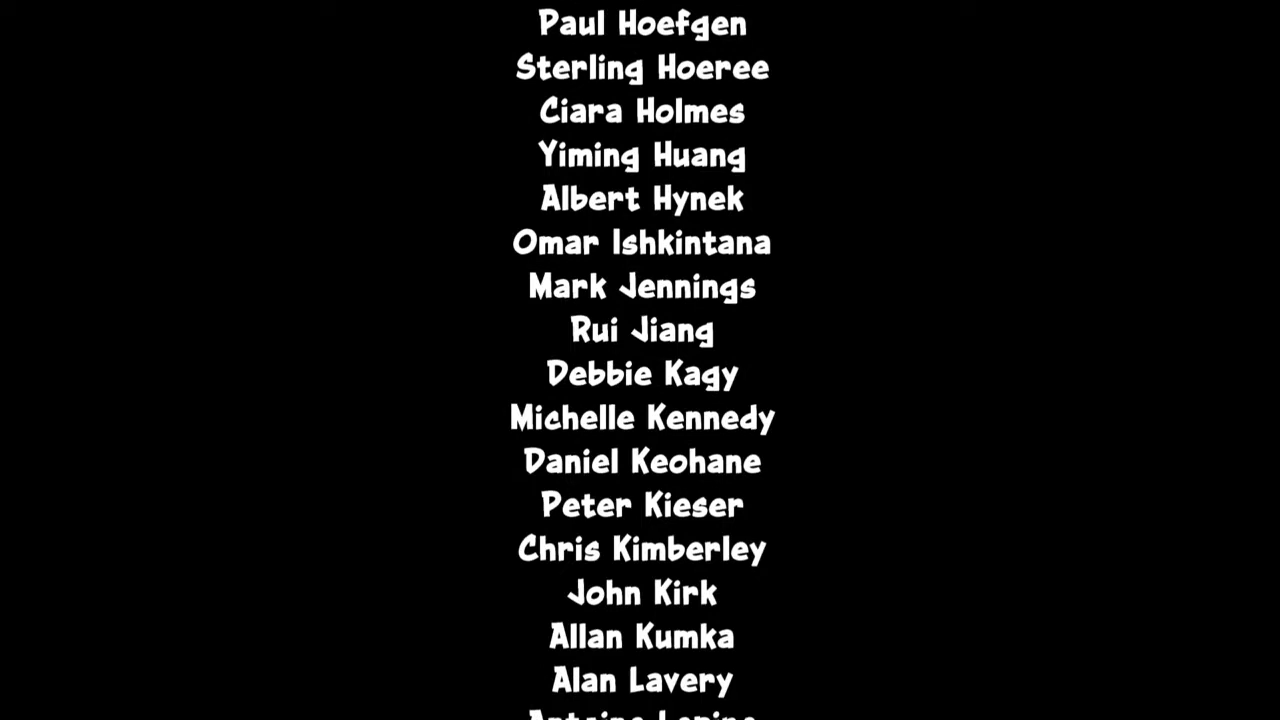 Paul Hoefgen
Sterling Hoeree
Ciara Holmes
Yiming Huang
Albert Hynek
Omar Ishkintana
Mark Jennings
Rui Jiang
Debbie Kagy
Michelle Kennedy
Daniel Keohane
Peter Kieser
Chris Kimberley
John Kirk
Allan Kumka
Alan Lavery